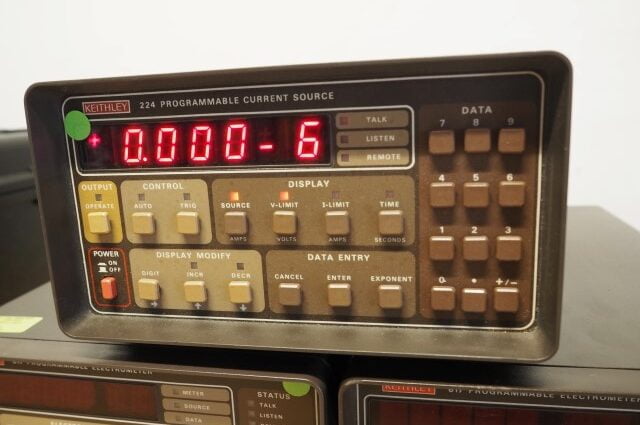 KEITHLEY 224 PROGRAMMABLE CURRENT SOURCE
+ 0.000-6
TALK
LISTEN
REMOTE
DATA
7 8 9
4 5 6
1 2 3
0 • +/−
OUTPUT
OPERATE
CONTROL
AUTO TRIG
DISPLAY
SOURCE V-LIMIT I-LIMIT TIME
AMPS VOLTS AMPS SECONDS
POWER
ON
OFF
DISPLAY MODIFY
DIGIT INCR DECR
DATA ENTRY
CANCEL ENTER EXPONENT
PROGRAMMABLE ELECTROMETER
METER
SOURCE
DATA
STATUS
TALK
LISTEN
KEITHLEY PROGRAMMABLE ELECTROMETER